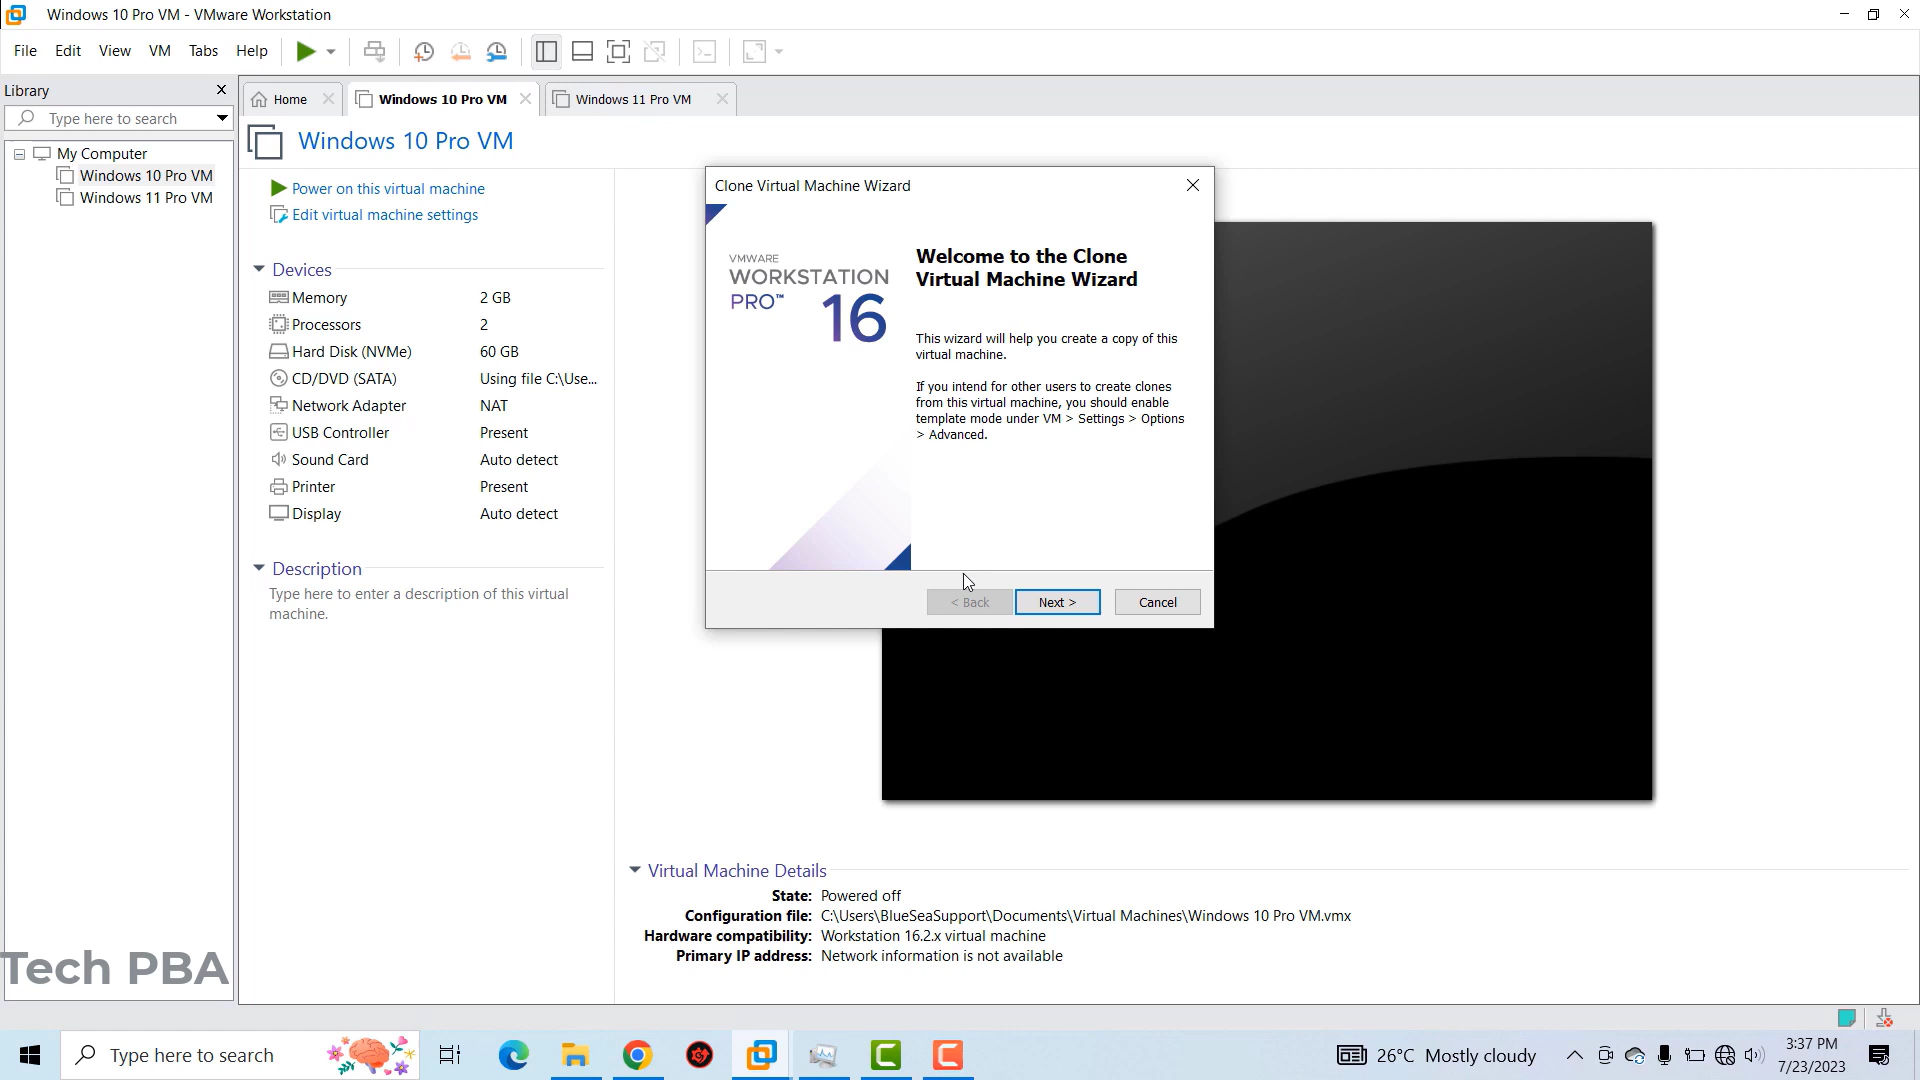 Windows 10 Pro VM - VMware Workstation
File Edit View VM Tabs Help
Library
Type here to search
My Computer
Windows 10 Pro VM
Windows 11 Pro VM
Home
Windows 10 Pro VM
Windows 11 Pro VM
Windows 10 Pro VM
Power on this virtual machine
Edit virtual machine settings
Devices
Memory 2 GB
Processors 2
Hard Disk (NVMe) 60 GB
CD/DVD (SATA) Using file C:\Use...
Network Adapter NAT
USB Controller Present
Sound Card Auto detect
Printer Present
Display Auto detect
Description
Type here to enter a description of this virtual
machine.
Clone Virtual Machine Wizard
VMWARE
WORKSTATION
PRO™ 16
Welcome to the Clone
Virtual Machine Wizard
This wizard will help you create a copy of this
virtual machine.
If you intend for other users to create clones
from this virtual machine, you should enable
template mode under VM > Settings > Options
> Advanced.
< Back Next > Cancel
Virtual Machine Details
State: Powered off
Configuration file: C:\Users\BlueSeaSupport\Documents\Virtual Machines\Windows 10 Pro VM.vmx
Hardware compatibility: Workstation 16.2.x virtual machine
Primary IP address: Network information is not available
Tech PBA
Type here to search
26°C Mostly cloudy
3:37 PM
7/23/2023